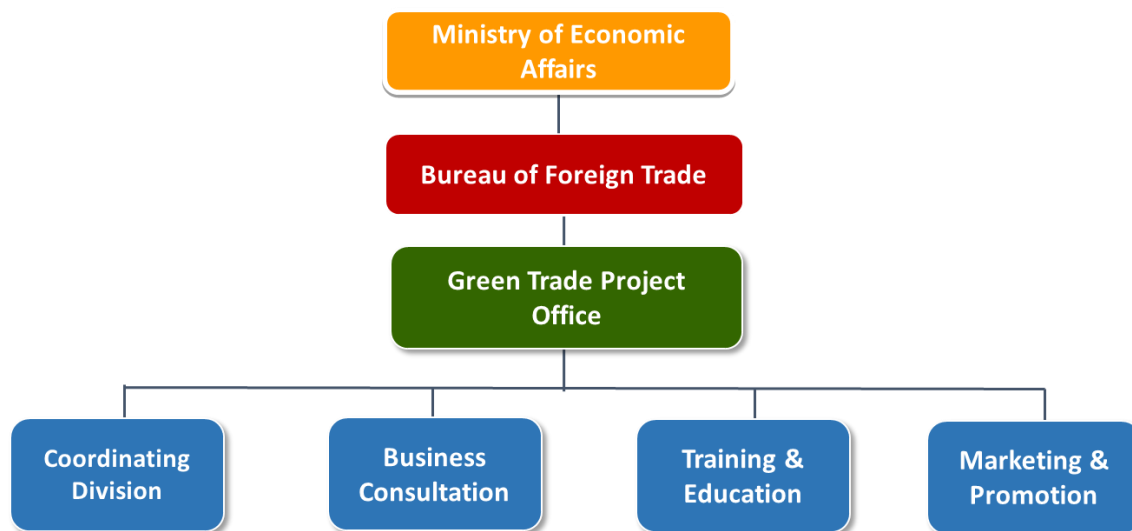 Ministry of Economic
Affairs
Bureau of Foreign Trade
Green Trade Project
Office
Coordinating
Division
Business
Consultation
Training &
Education
Marketing &
Promotion